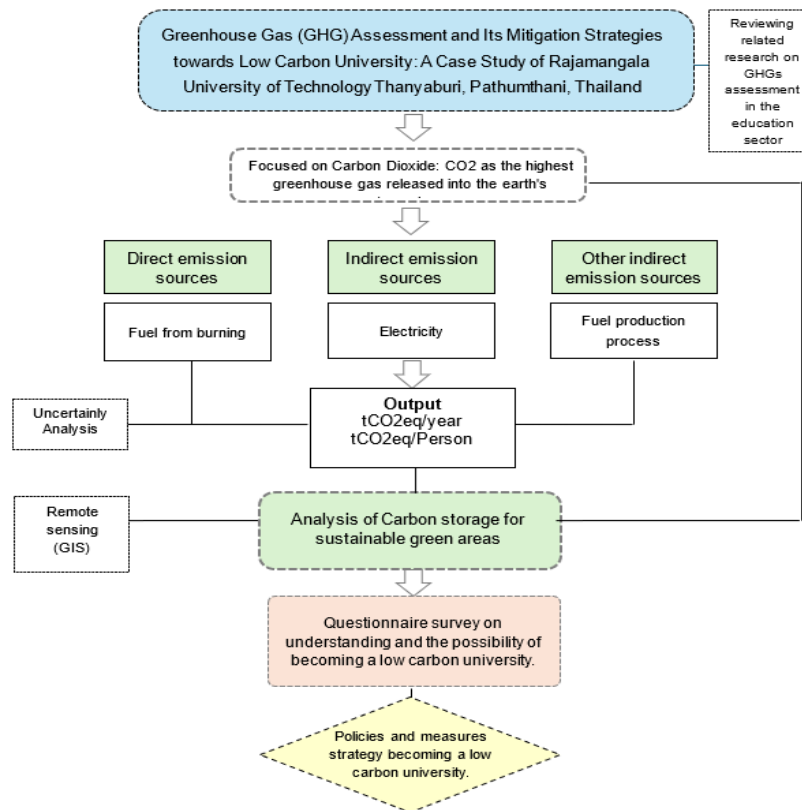 Greenhouse Gas (GHG) Assessment and Its Mitigation Strategies
towards Low Carbon University: A Case Study of Rajamangala
University of Technology Thanyaburi, Pathumthani, Thailand
Reviewing
related
research on
GHGs
assessment
in the
education
sector
Focused on Carbon Dioxide: CO2 as the highest
greenhouse gas released into the earth's
Direct emission
sources
Indirect emission
sources
Other indirect
emission sources
Fuel from burning
Electricity
Fuel production
process
Uncertainly
Analysis
Output
tCO2eq/year
tCO2eq/Person
Remote
sensing
(GIS)
Analysis of Carbon storage for
sustainable green areas
Questionnaire survey on
understanding and the possibility of
becoming a low carbon university.
Policies and measures
strategy becoming a low
carbon university.